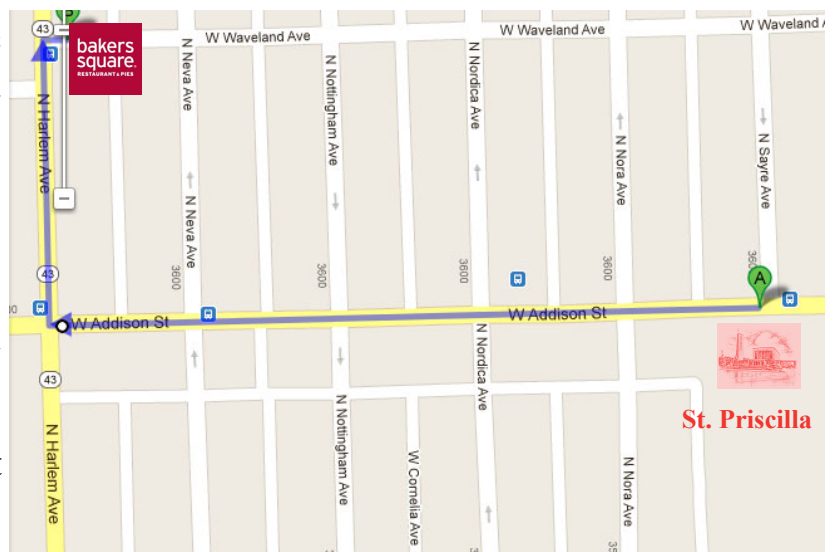 43
bakers
square
RESTAURANT & PIES
W Waveland Ave
W Waveland Ave
W Waveland Ave
N Harlem Ave
N Neva Ave
N Nottingham Ave
N Nordica Ave
N Nora Ave
N Sayre Ave
N Neva Ave
43
3600
3600
3600
3600
A
W Addison St
W Addison St
43
N Nordica Ave
St. Priscilla
N Harlem Ave
N Nottingham Ave
W Cornelia Ave
N Nora Ave